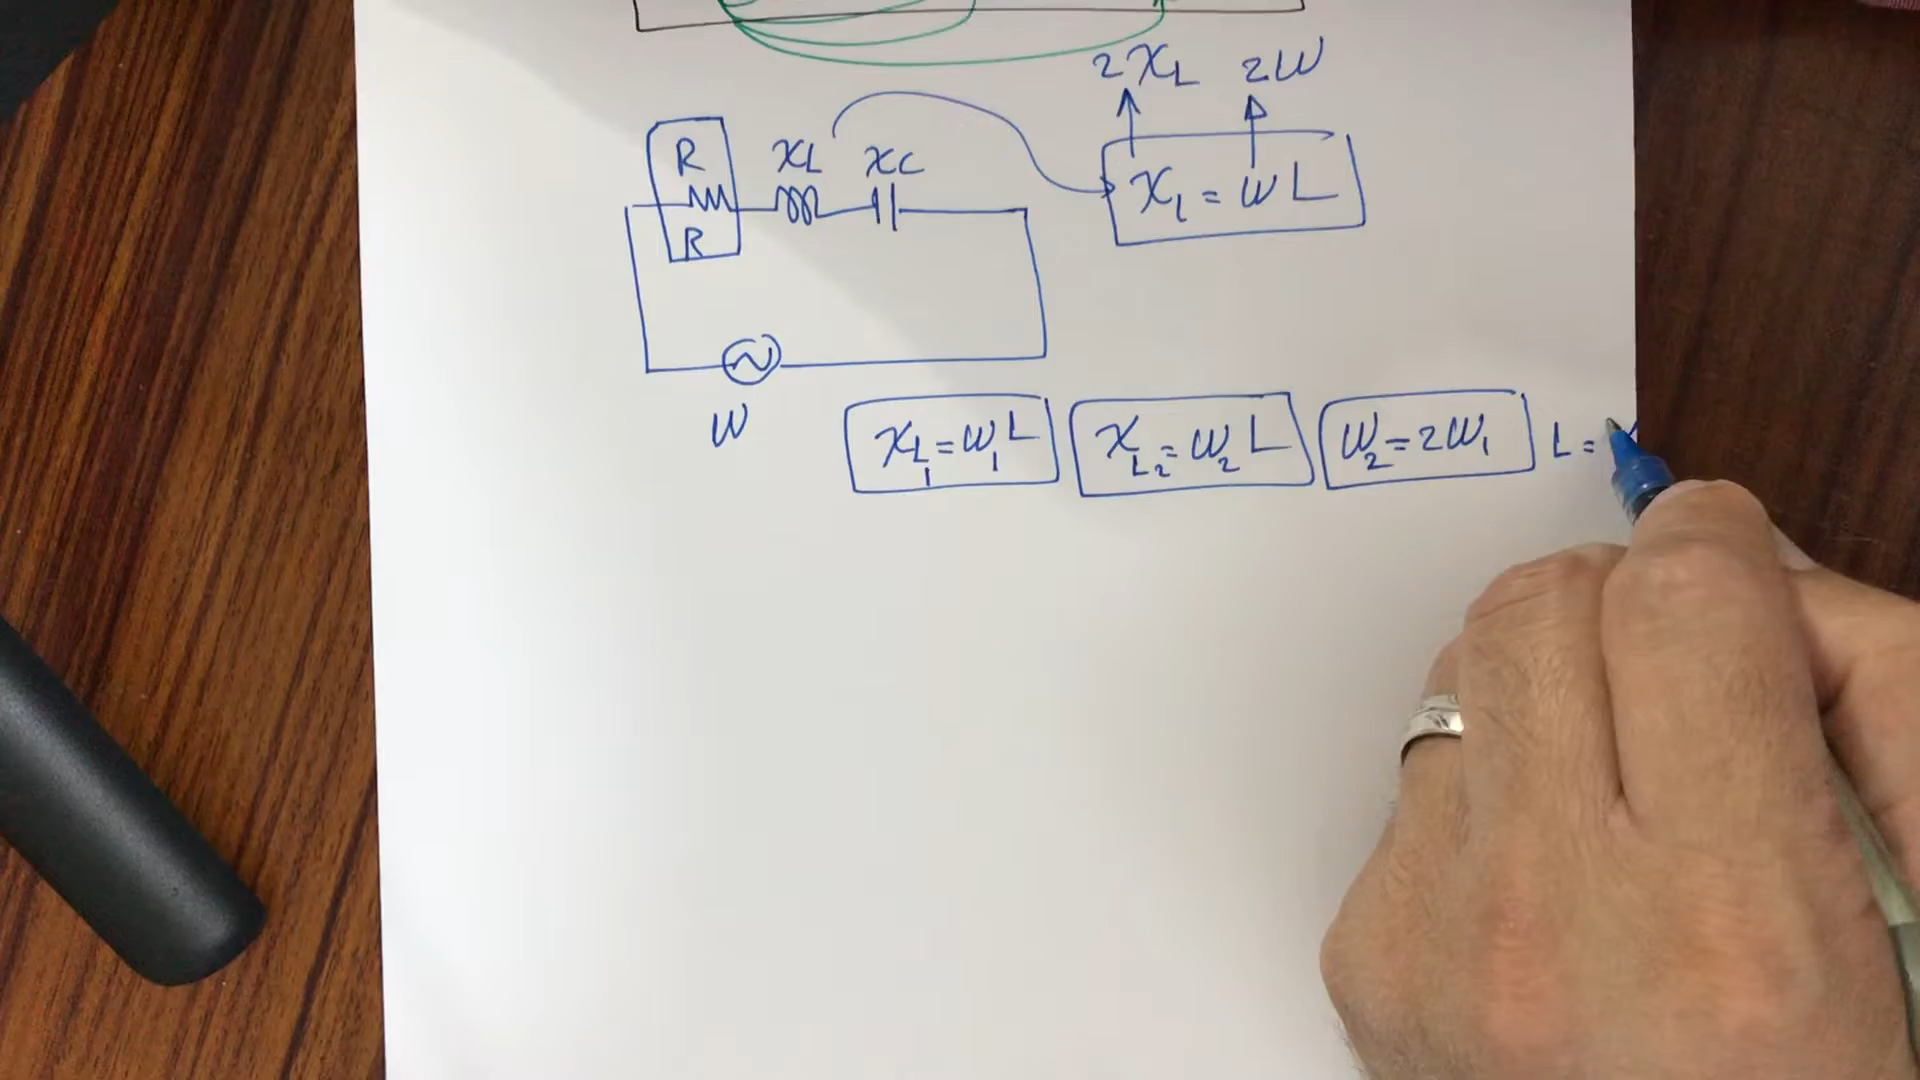 2XL 2W
R XL XC
XL = WL
R
W
XL1 = W1L XL2 = W2L W2 = 2W1 L =